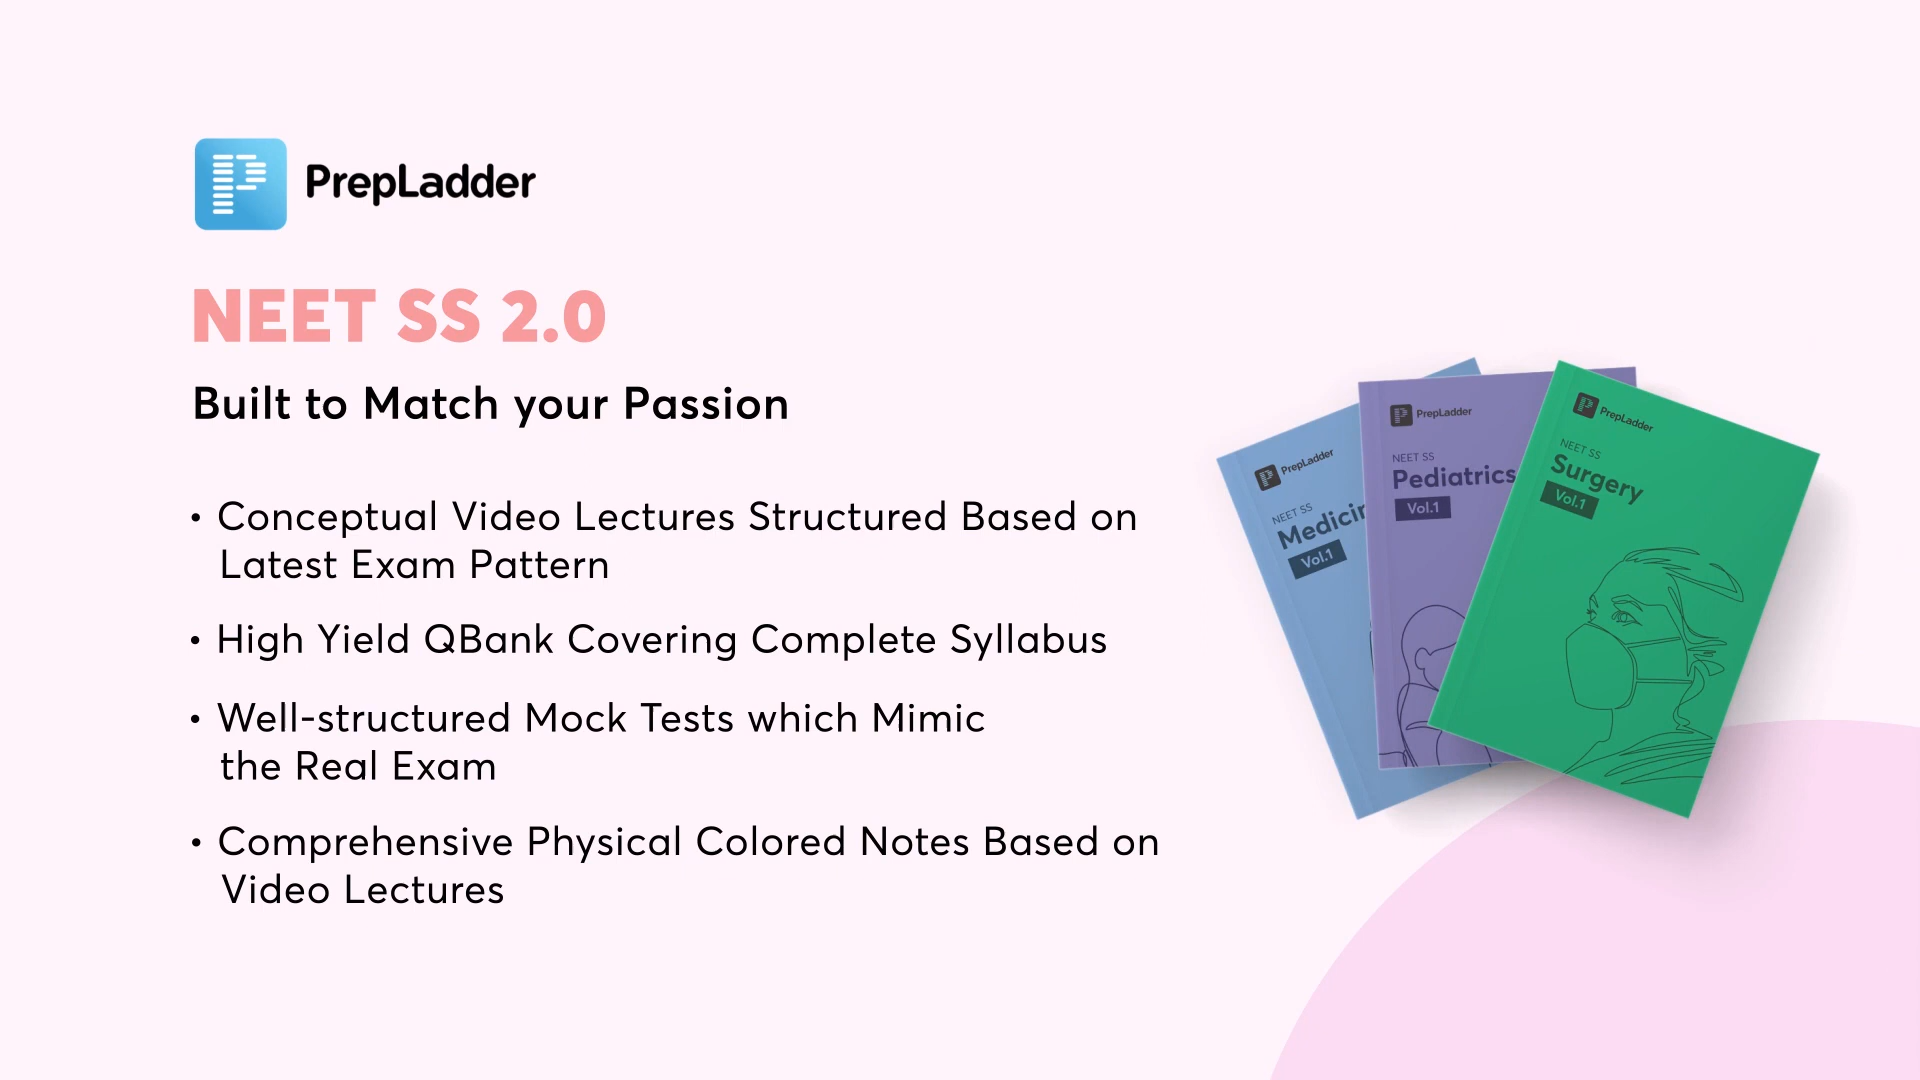 PrepLadder
NEET SS 2.0
Built to Match your Passion
• Conceptual Video Lectures Structured Based on
Latest Exam Pattern
• High Yield QBank Covering Complete Syllabus
• Well-structured Mock Tests which Mimic
the Real Exam
• Comprehensive Physical Colored Notes Based on
Video Lectures
PrepLadder
NEET SS
Medicin
Vol.1
PrepLadder
NEET SS
Pediatrics
Vol.1
PrepLadder
NEET SS
Surgery
Vol.1